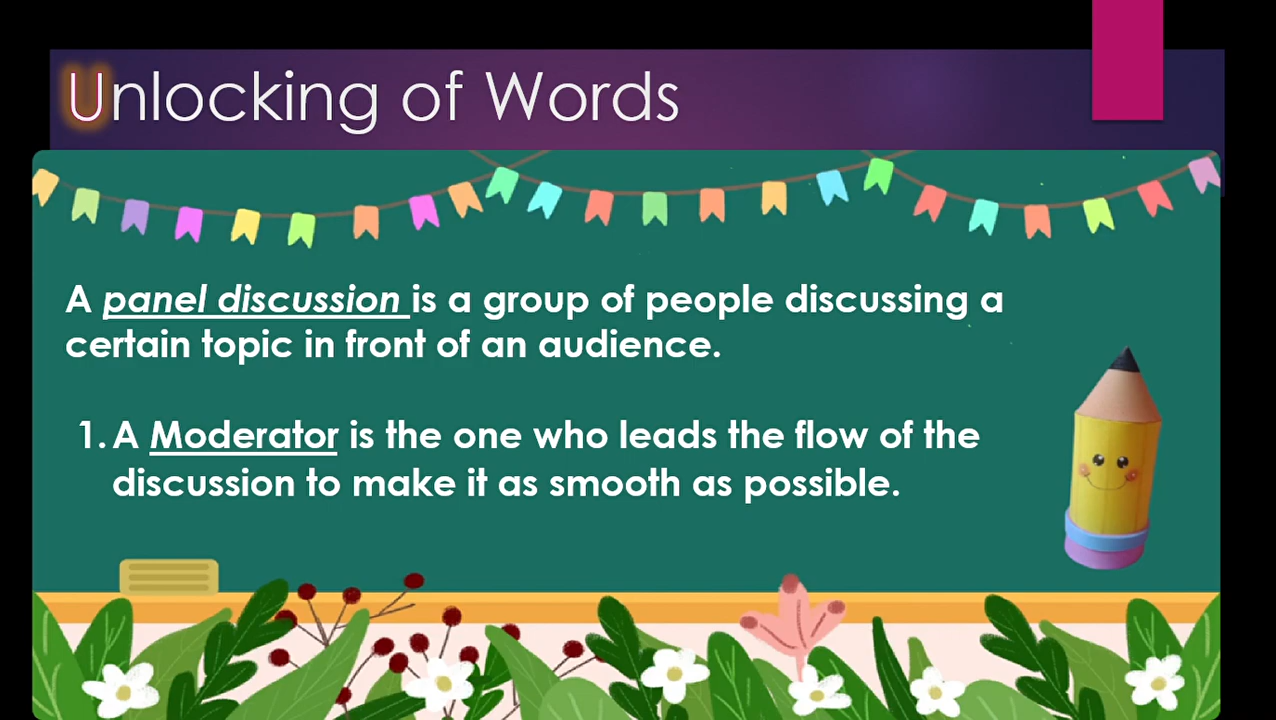 Unlocking of Words
A panel discussion is a group of people discussing a
certain topic in front of an audience.
1. A Moderator is the one who leads the flow of the
discussion to make it as smooth as possible.